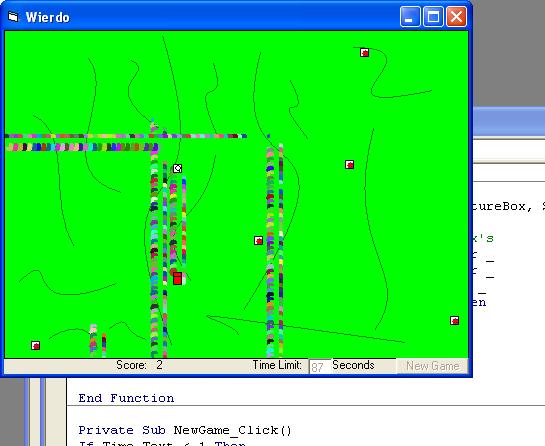 Wierdo
tureBox, S
x's
f _
f _
_
en
Score: 2 Time Limit: 87 Seconds New Game
End Function
Private Sub NewGame_Click()
If Time.Text < 1 Then